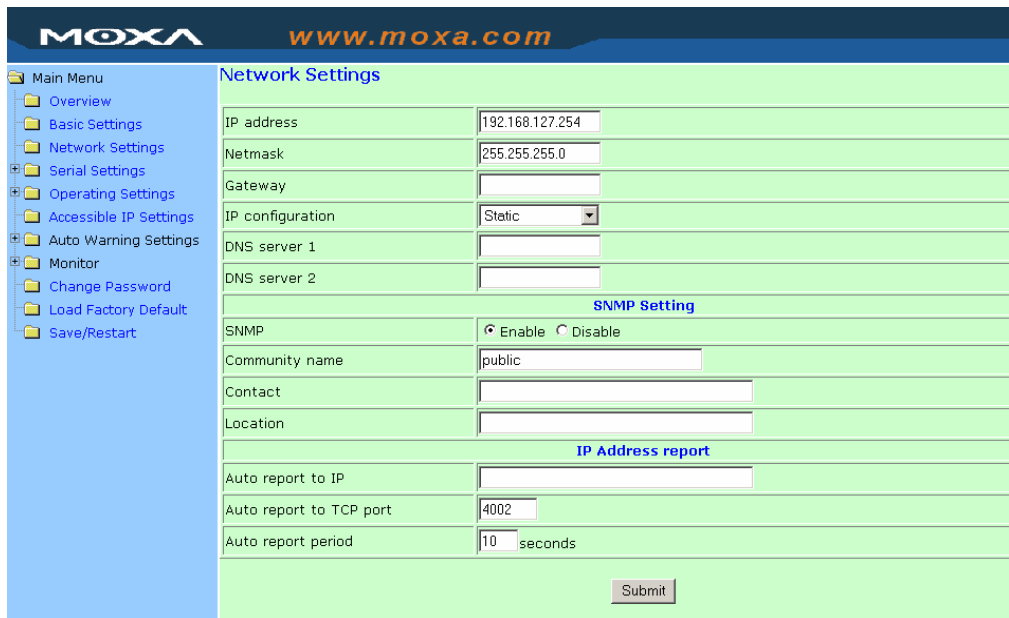 MOXA www.moxa.com
Main Menu
Overview
Basic Settings
Network Settings
Serial Settings
Operating Settings
Accessible IP Settings
Auto Warning Settings
Monitor
Change Password
Load Factory Default
Save/Restart
Network Settings
IP address 192.168.127.254
Netmask 255.255.255.0
Gateway
IP configuration Static
DNS server 1
DNS server 2
SNMP Setting
SNMP Enable Disable
Community name public
Contact
Location
IP Address report
Auto report to IP
Auto report to TCP port 4002
Auto report period 10 seconds
Submit